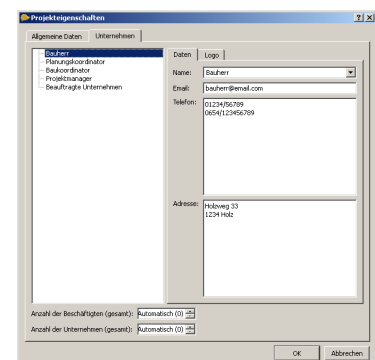 Projekteigenschaften
Allgemeine Daten Unternehmen
Bauherr
Planungskoordinator
Baukoordinator
Projektmanager
Beauftragte Unternehmen
Daten Logo
Name: Bauherr
Email: bauherr@email.com
Telefon: 01234/56789
0654/123456789
Adresse: Holzweg 33
1234 Holz
Anzahl der Beschäftigten (gesamt): Automatisch (0)
Anzahl der Unternehmen (gesamt): Automatisch (0)
OK Abbrechen